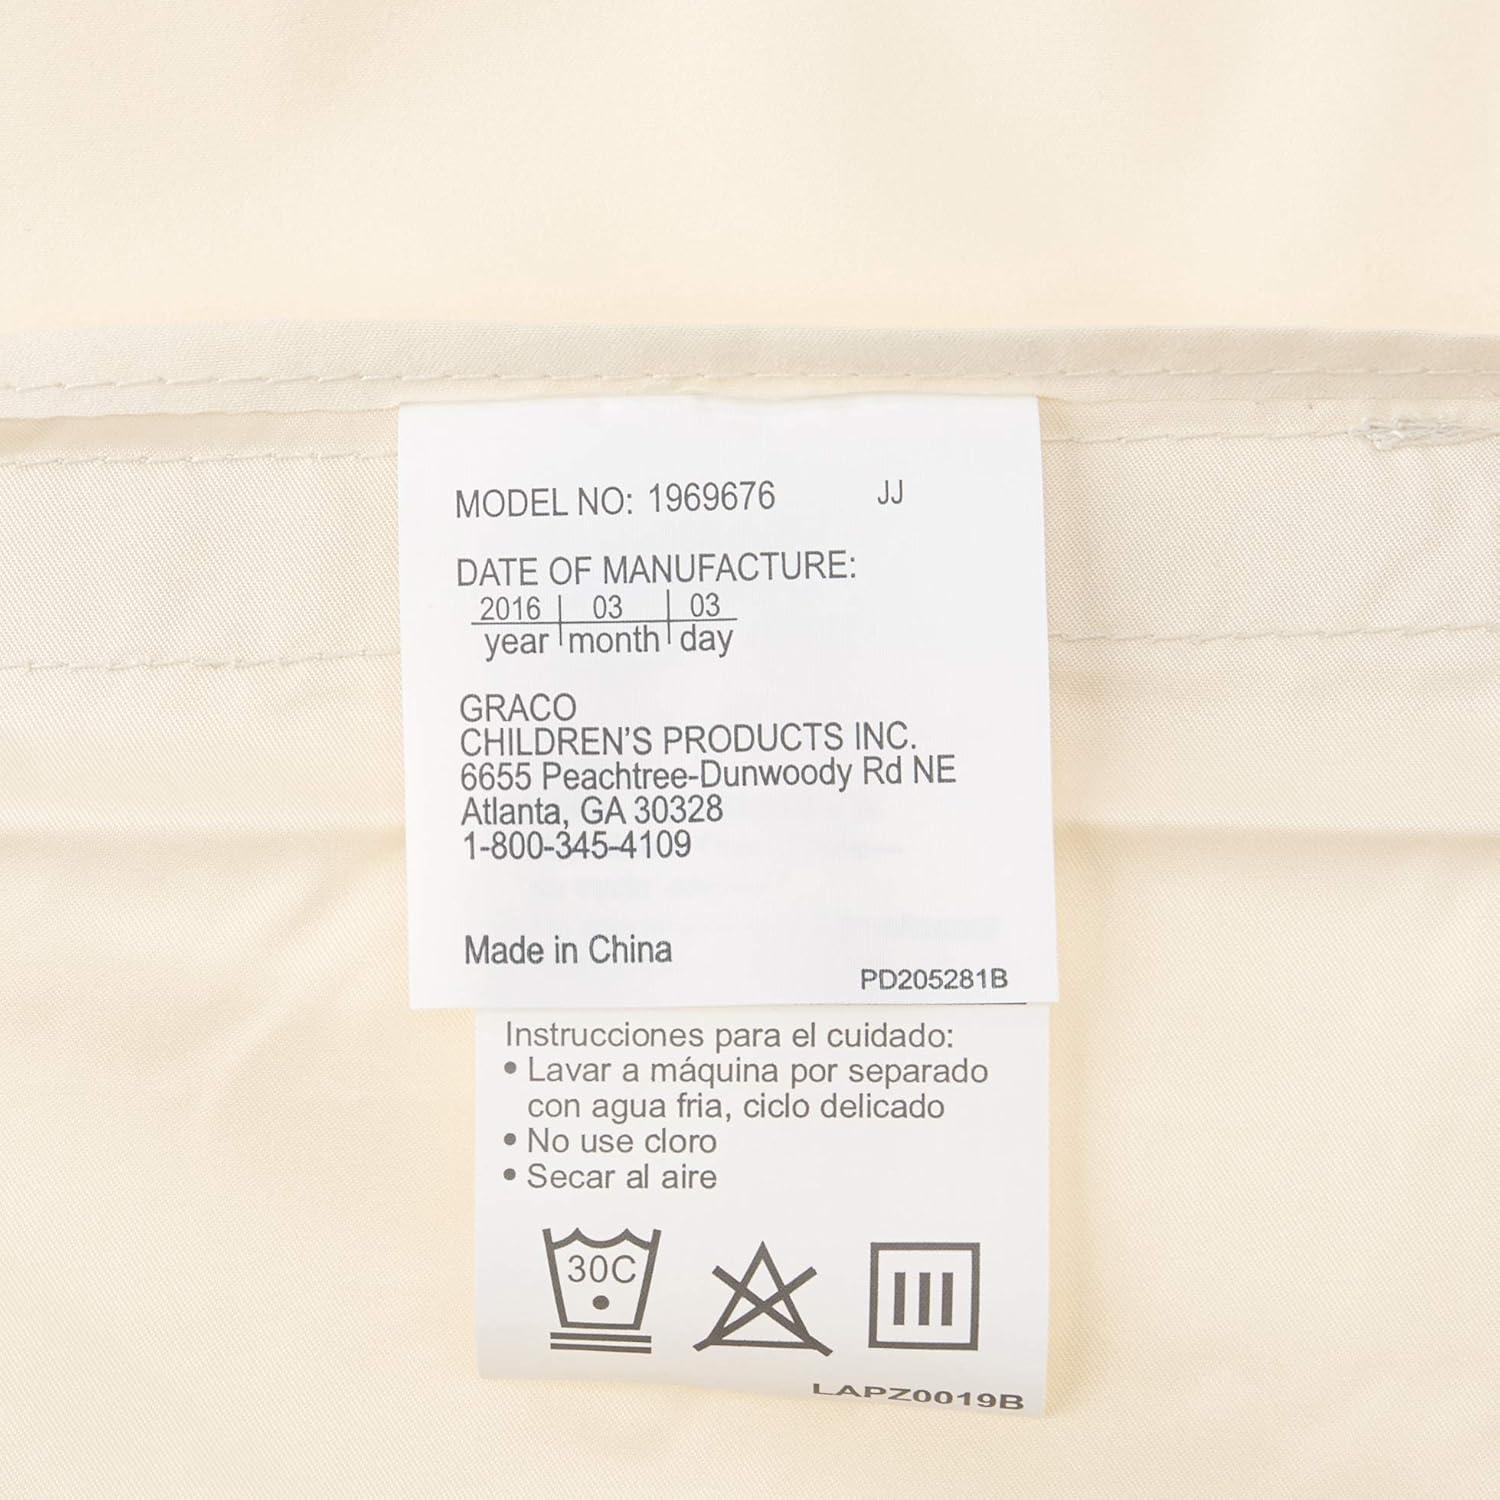 MODEL NO: 1969676 JJ
DATE OF MANUFACTURE:
2016 03 03
year month day
GRACO
CHILDREN'S PRODUCTS INC.
6655 Peachtree-Dunwoody Rd NE
Atlanta, GA 30328
1-800-345-4109
Made in China
PD205281B
Instrucciones para el cuidado:
• Lavar a máquina por separado
con agua fria, ciclo delicado
• No use cloro
• Secar al aire
30C
LAPZ0019B